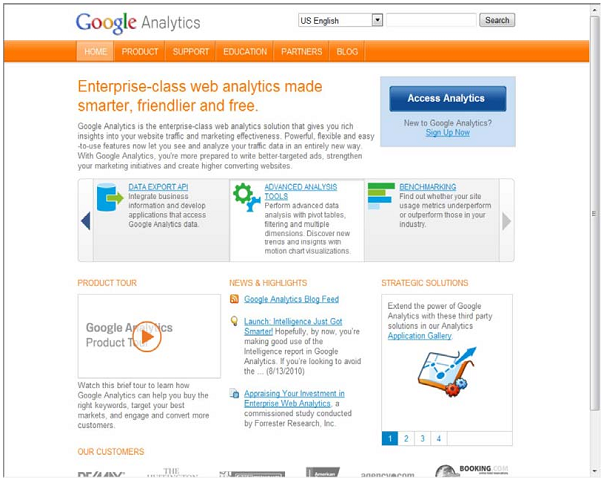 Google Analytics
US English
Search
HOME PRODUCT SUPPORT EDUCATION PARTNERS BLOG
Enterprise-class web analytics made
smarter, friendlier and free.
Google Analytics is the enterprise-class web analytics solution that gives you rich
insights into your website traffic and marketing effectiveness. Powerful, flexible and easy
-to-use features now let you see and analyze your traffic data in an entirely new way.
With Google Analytics, you're more prepared to write better-targeted ads, strengthen
your marketing initiatives and create higher converting websites.
Access Analytics
New to Google Analytics?
Sign Up Now
DATA EXPORT API
Integrate business
information and develop
applications that access
Google Analytics data.
ADVANCED ANALYSIS
TOOLS
Perform advanced data
analysis with pivot tables,
filtering and multiple
dimensions. Discover new
trends and insights with
motion chart visualizations.
BENCHMARKING
Find out whether your site
usage metrics underperform
or outperform those in your
industry.
PRODUCT TOUR
Google Analytics
Product Tour
Watch this brief tour to learn how
Google Analytics can help you buy the
right keywords, target your best
markets, and engage and convert more
customers.
NEWS & HIGHLIGHTS
Google Analytics Blog Feed
Launch: Intelligence Just Got
Smarter! Hopefully, by now, you're
making good use of the
Intelligence report in Google
Analytics. If you're looking to avoid
the ... (8/13/2010)
Appraising Your Investment in
Enterprise Web Analytics, a
commissioned study conducted
by Forrester Research, Inc.
STRATEGIC SOLUTIONS
Extend the power of Google
Analytics with these third party
solutions in our Analytics
Application Gallery.
1 2 3 4
OUR CUSTOMERS
RE/MAX
THE
HUFFINGTON
American
agency.com
BOOKING.COM